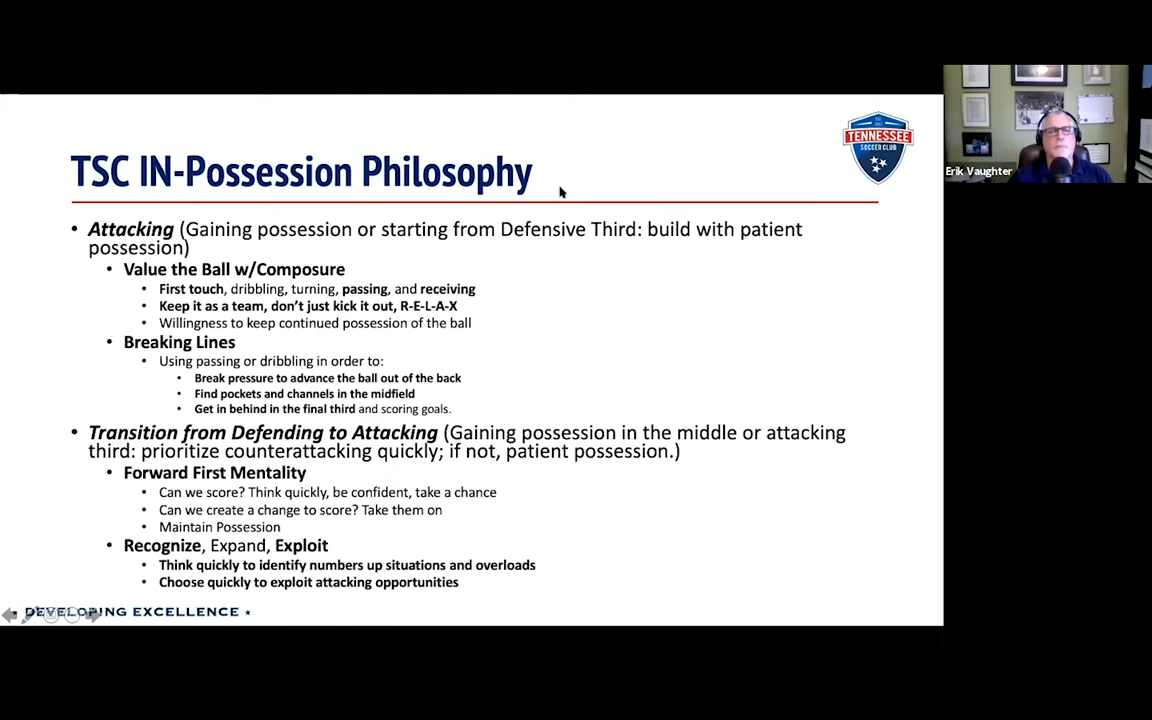 TSC IN-Possession Philosophy
TENNESSEE
SOCCER CLUB
Erik Vaughter
• Attacking (Gaining possession or starting from Defensive Third: build with patient
possession)
• Value the Ball w/Composure
• First touch, dribbling, turning, passing, and receiving
• Keep it as a team, don’t just kick it out, R-E-L-A-X
• Willingness to keep continued possession of the ball
• Breaking Lines
• Using passing or dribbling in order to:
• Break pressure to advance the ball out of the back
• Find pockets and channels in the midfield
• Get in behind in the final third and scoring goals.
• Transition from Defending to Attacking (Gaining possession in the middle or attacking
third: prioritize counterattacking quickly; if not, patient possession.)
• Forward First Mentality
• Can we score? Think quickly, be confident, take a chance
• Can we create a change to score? Take them on
• Maintain Possession
• Recognize, Expand, Exploit
• Think quickly to identify numbers up situations and overloads
• Choose quickly to exploit attacking opportunities
★ DEVELOPING EXCELLENCE ★